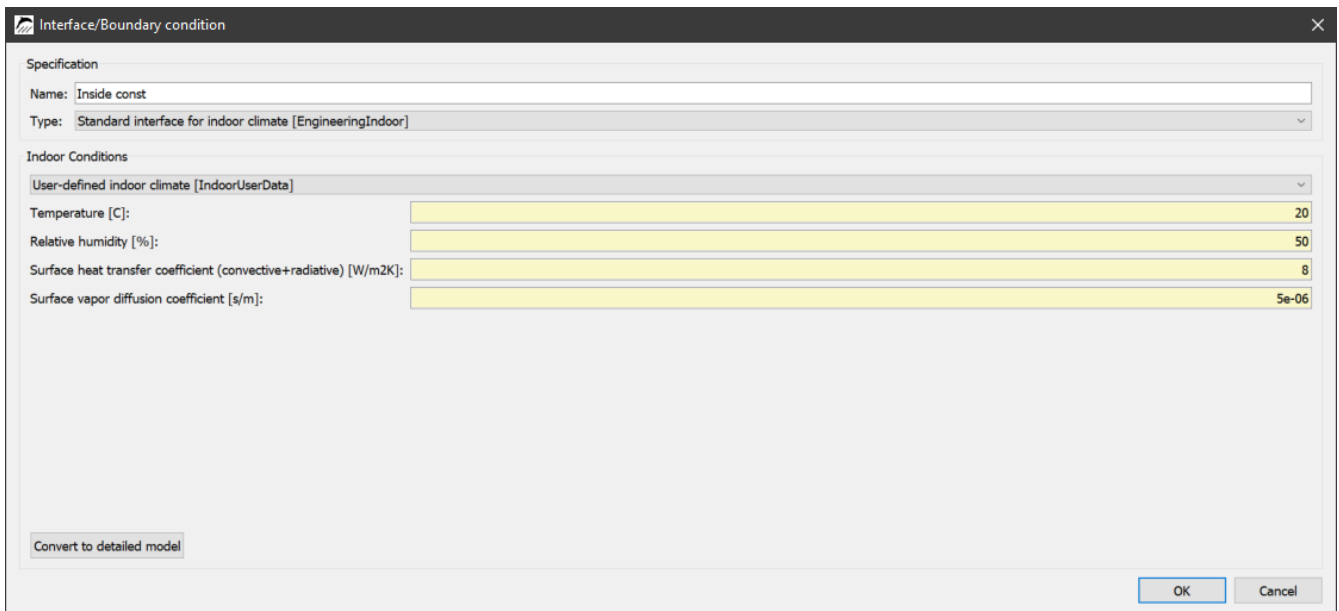 Interface/Boundary condition
Specification
Name: Inside const
Type: Standard interface for indoor climate [EngineeringIndoor]
Indoor Conditions
User-defined indoor climate [IndoorUserData]
Temperature [C]: 20
Relative humidity [%]: 50
Surface heat transfer coefficient (convective+radiative) [W/m2K]: 8
Surface vapor diffusion coefficient [s/m]: 5e-06
Convert to detailed model
OK Cancel